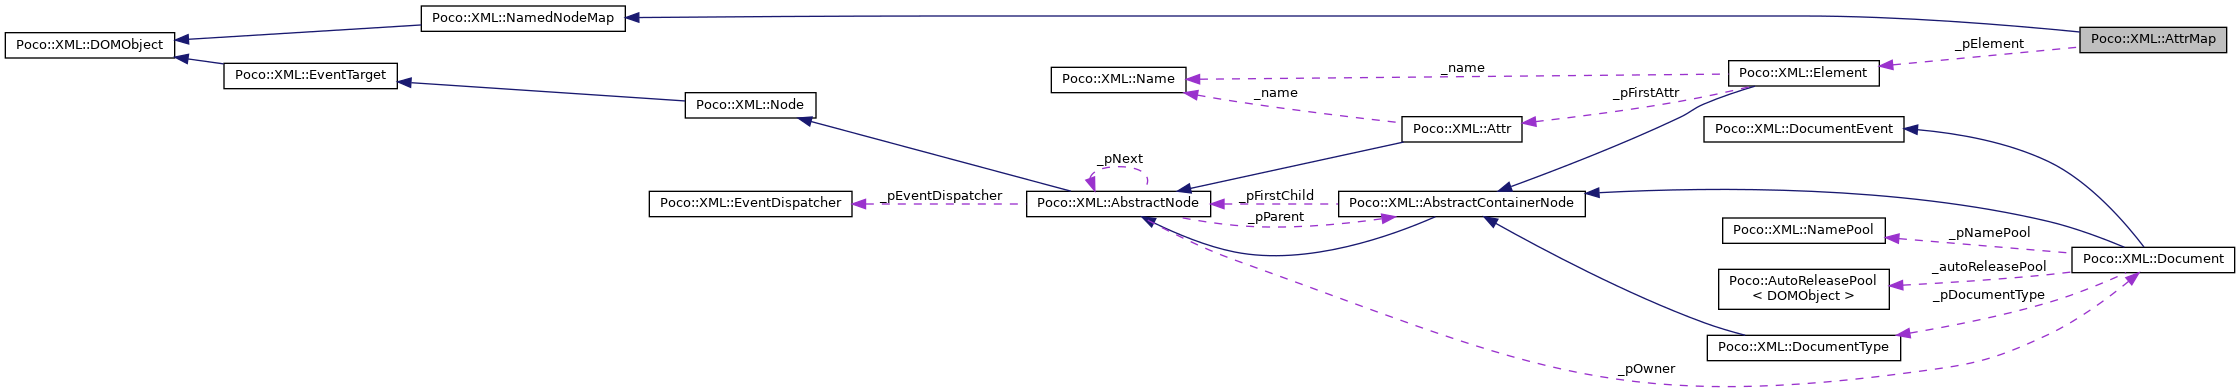 Poco::XML::NamedNodeMap
Poco::XML::AttrMap
Poco::XML::DOMObject
_pElement
Poco::XML::EventTarget
Poco::XML::Name
_name
Poco::XML::Element
_name
_pFirstAttr
Poco::XML::Node
Poco::XML::Attr
Poco::XML::DocumentEvent
_pNext
Poco::XML::EventDispatcher
_pEventDispatcher
Poco::XML::AbstractNode
_pFirstChild
_pParent
Poco::XML::AbstractContainerNode
Poco::XML::NamePool
_pNamePool
Poco::XML::Document
Poco::AutoReleasePool
< DOMObject >
_autoReleasePool
_pDocumentType
Poco::XML::DocumentType
_pOwner